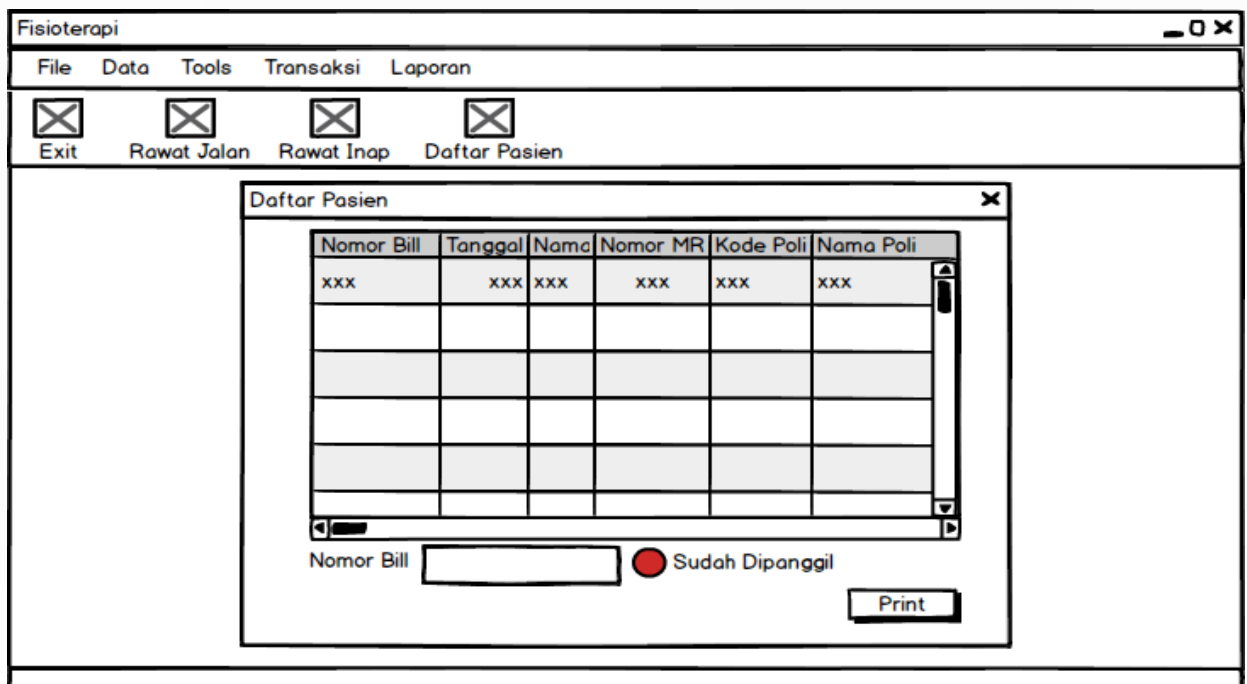 Fisioterapi
File Data Tools Transaksi Laporan
Exit Rawat Jalan Rawat Inap Daftar Pasien
Daftar Pasien
Nomor Bill Tanggal Nama Nomor MR Kode Poli Nama Poli
xxx xxx xxx xxx xxx xxx
Nomor Bill Sudah Dipanggil
Print